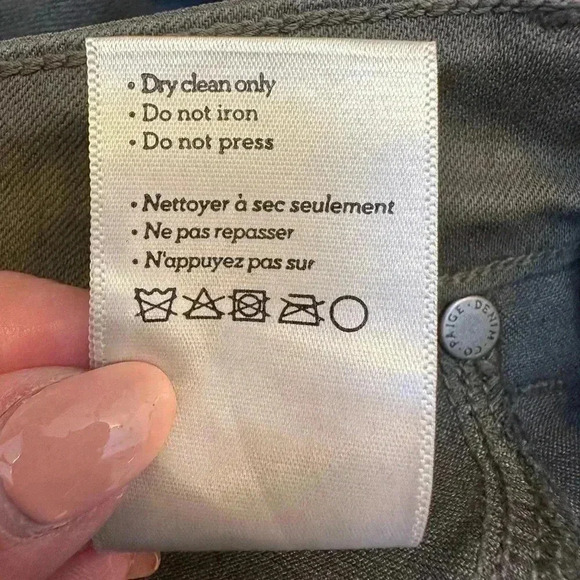 • Dry clean only
• Do not iron
• Do not press
• Nettoyer à sec seulement
• Ne pas repasser
• N'appuyez pas sur
PAIGE · DENIM CO